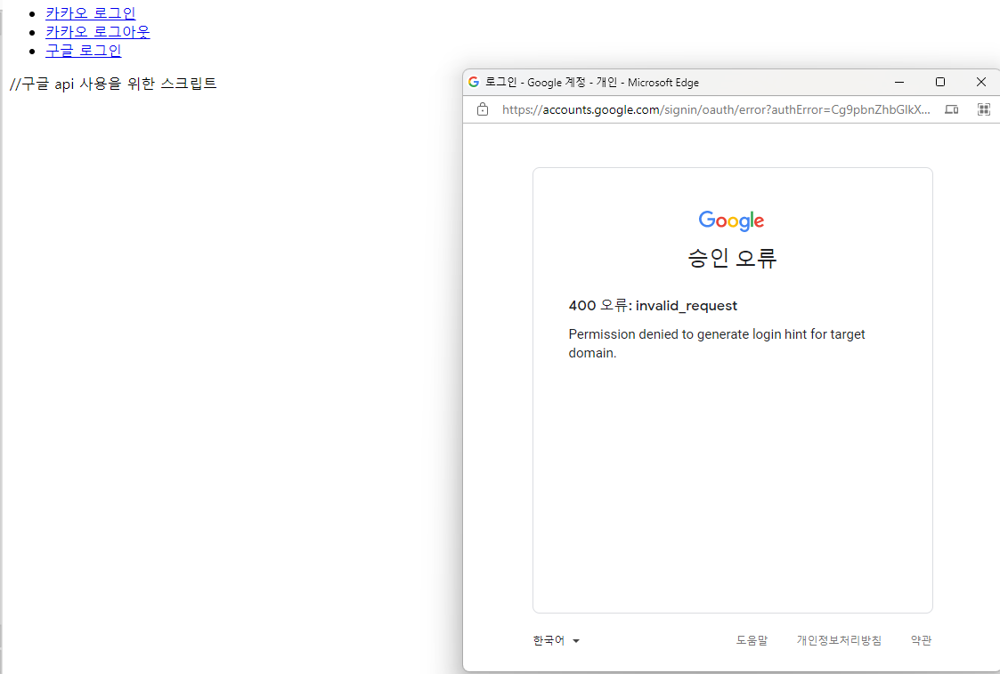 카카오 로그인
카카오 로그아웃
구글 로그인
//구글 api 사용을 위한 스크립트
로그인 - Google 계정 - 개인 - Microsoft Edge
https://accounts.google.com/signin/oauth/error?authError=Cg9pbnZhbGlkX...
Google
승인 오류
400 오류: invalid_request
Permission denied to generate login hint for target
domain.
한국어
도움말 개인정보처리방침 약관